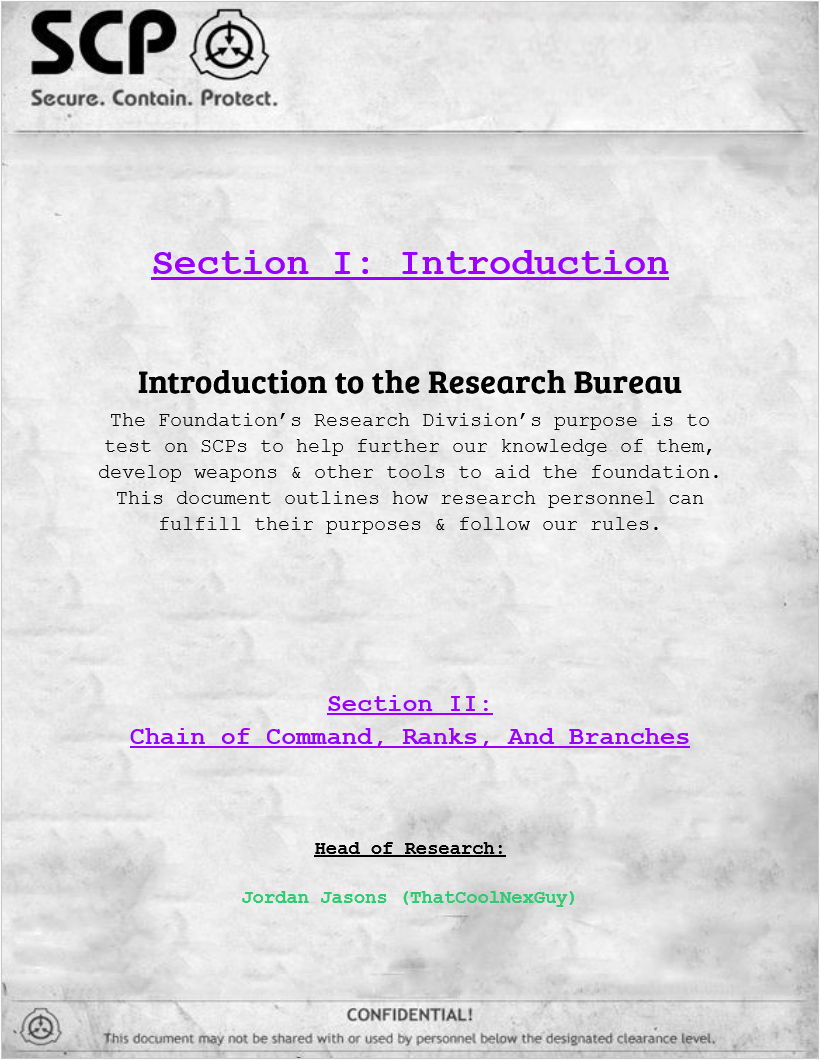 SCP
Secure. Contain. Protect.
Section I: Introduction
Introduction to the Research Bureau
The Foundation’s Research Division’s purpose is to
test on SCPs to help further our knowledge of them,
develop weapons & other tools to aid the foundation.
This document outlines how research personnel can
fulfill their purposes & follow our rules.
Section II:
Chain of Command, Ranks, And Branches
Head of Research:
Jordan Jasons (ThatCoolNexGuy)
CONFIDENTIAL!
This document may not be shared with or used by personnel below the designated clearance level.